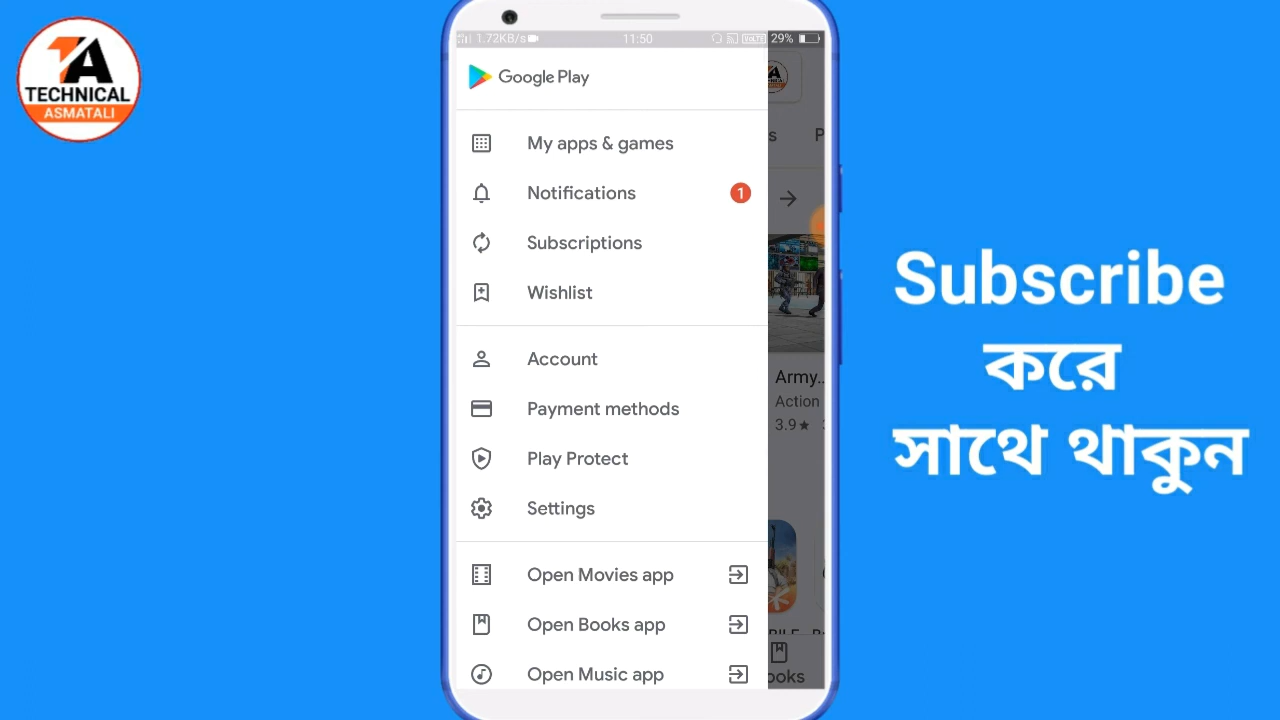 TECHNICAL
ASMATALI
1.72KB/s
11:50
VOLTE
29%
Google Play
My apps & games
Notifications
1
Subscriptions
Wishlist
Account
Payment methods
Play Protect
Settings
Open Movies app
Open Books app
Open Music app
Army..
Action
3.9★
Subscribe
করে
সাথে থাকুন